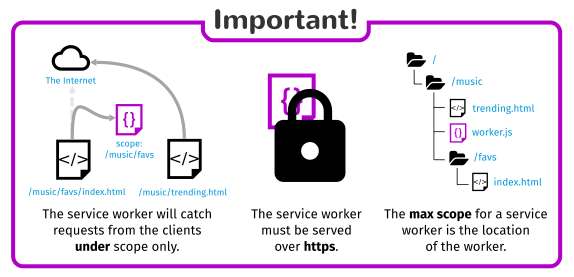 Important!
The Internet
{}
scope:
/music/favs
</>
</>
/music/favs/index.html
/music/trending.html
The service worker will catch
requests from the clients
under scope only.
{}
The service worker
must be served
over https.
/
/music
</> trending.html
{} worker.js
/favs
</> index.html
The max scope for a service
worker is the location
of the worker.